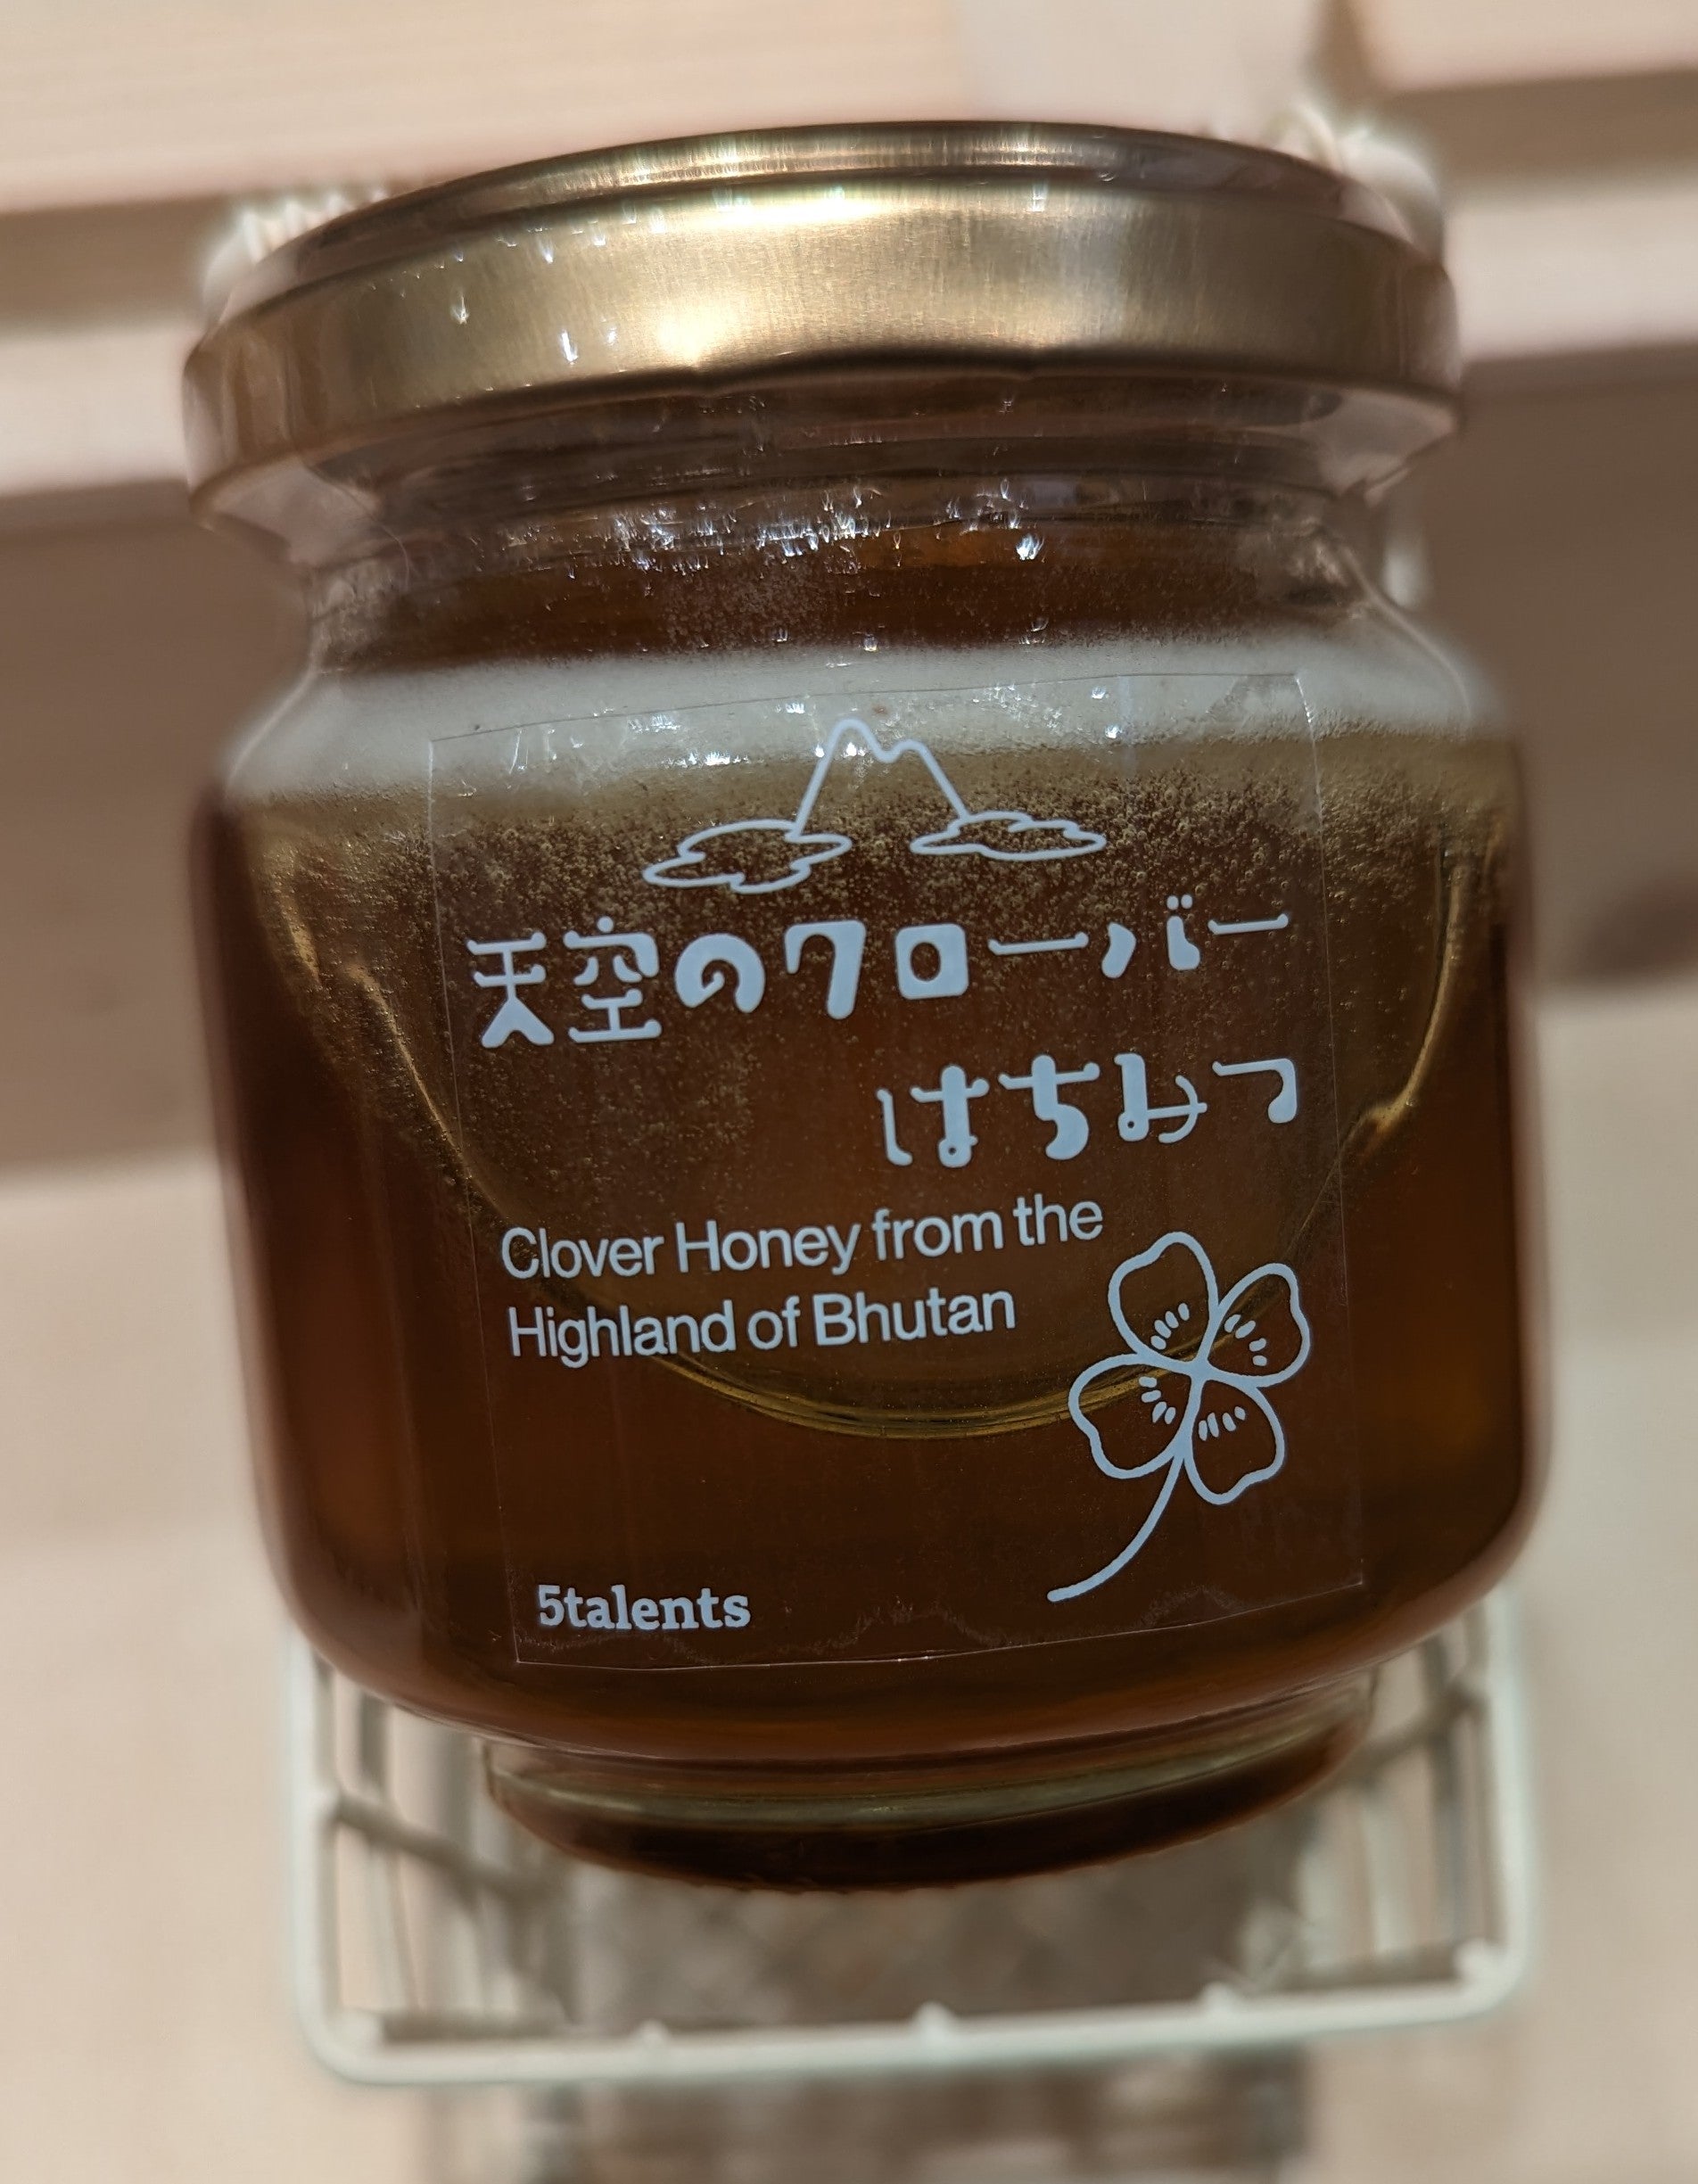 天空のクローバー
はちみつ
Clover Honey from the
Highland of Bhutan
5talents